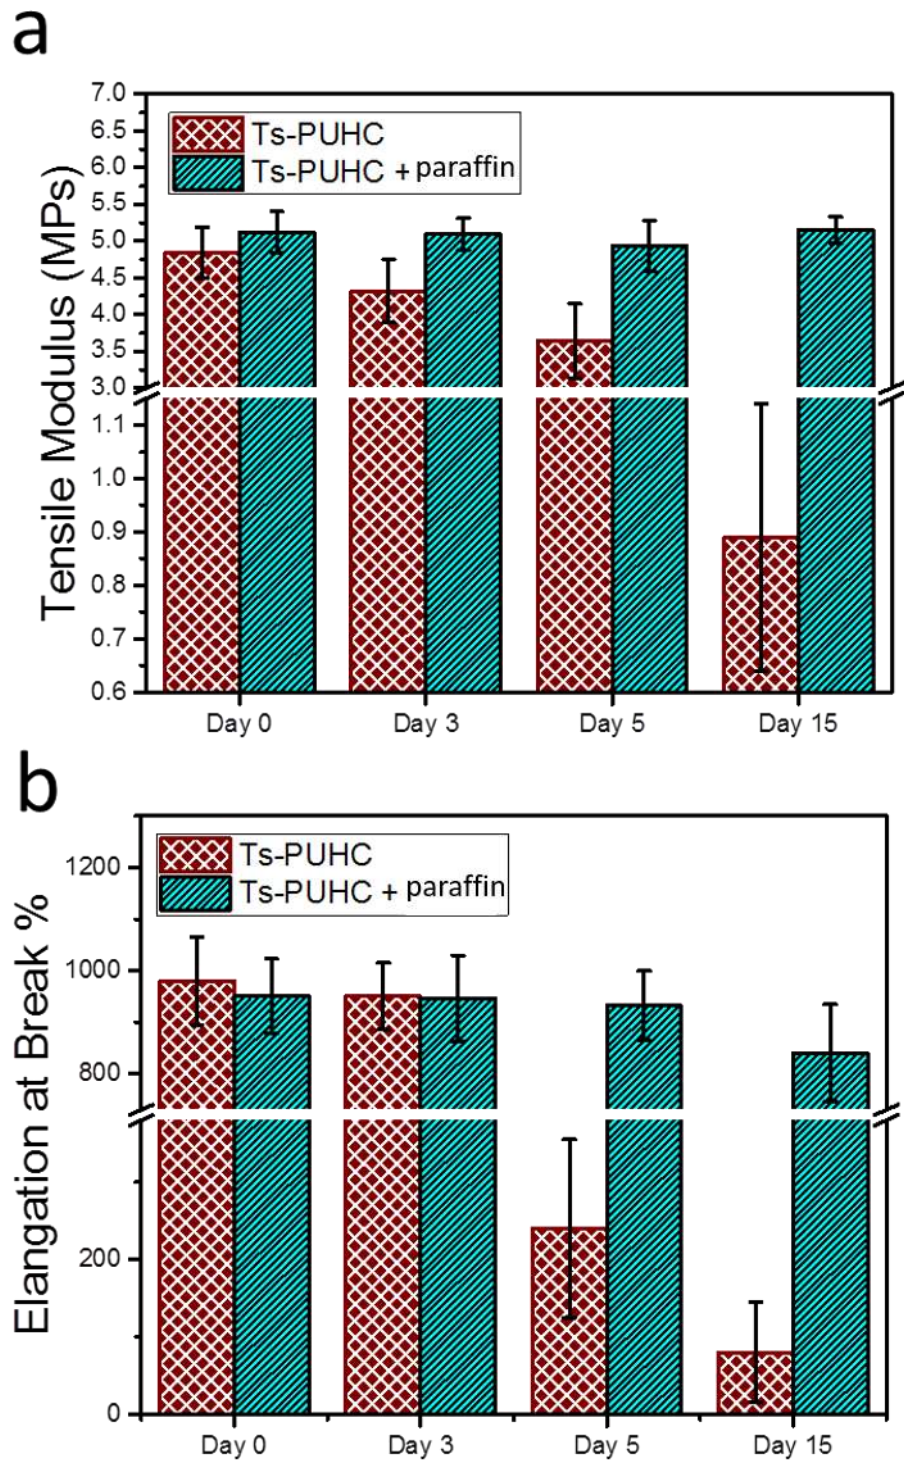 a
Tensile Modulus (MPs)
7.0
6.5
6.0
5.5
5.0
4.5
4.0
3.5
3.0
1.1
1.0
0.9
0.8
0.7
0.6
Ts-PUHC
Ts-PUHC + paraffin
Day 0 Day 3 Day 5 Day 15
b
Elangation at Break %
1200
1000
800
200
0
Ts-PUHC
Ts-PUHC + paraffin
Day 0 Day 3 Day 5 Day 15